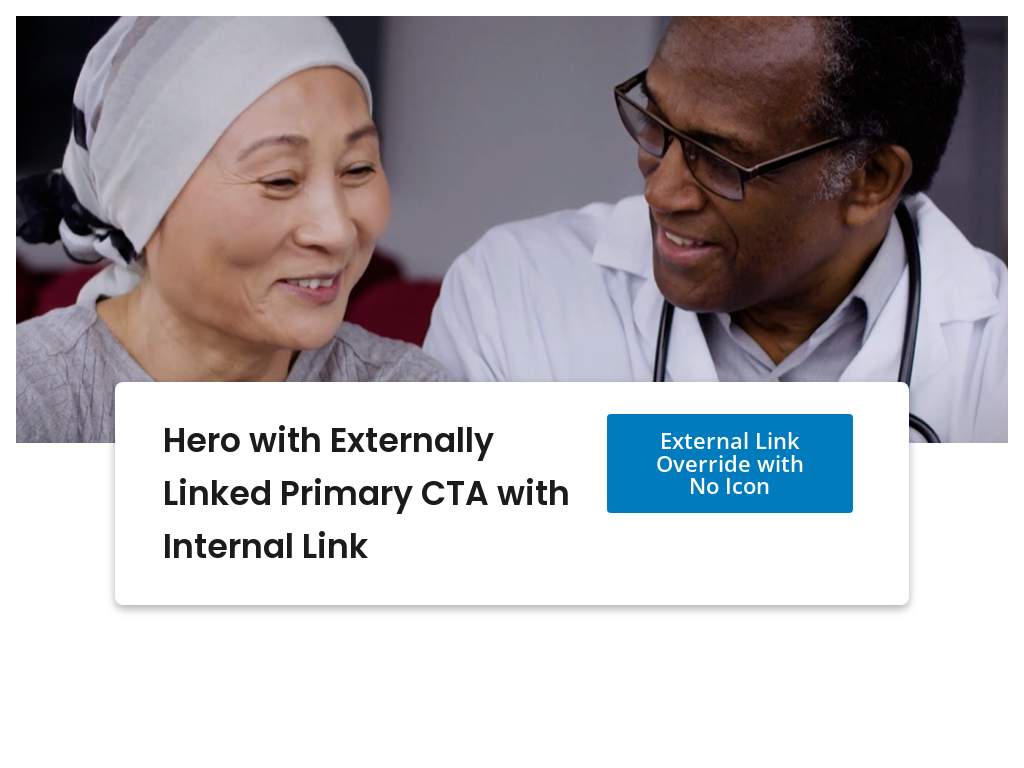 Hero with Externally
Linked Primary CTA with
Internal Link
External Link
Override with
No Icon